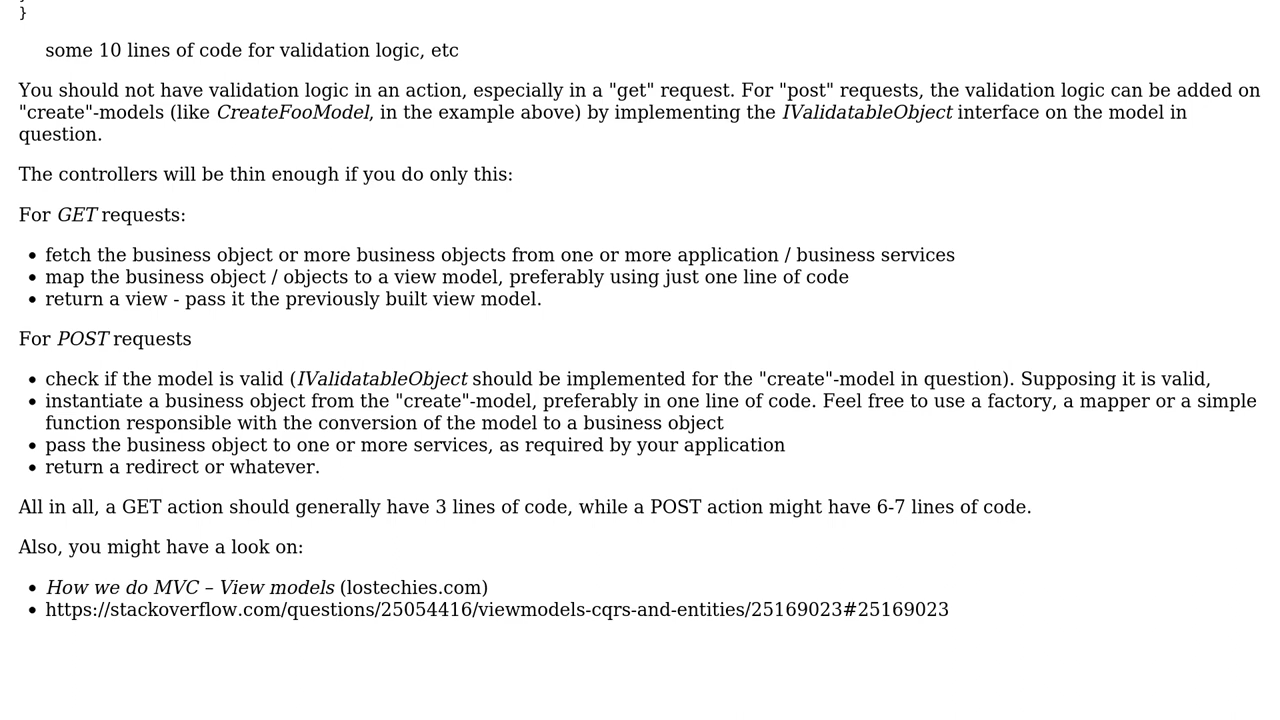 }
some 10 lines of code for validation logic, etc
You should not have validation logic in an action, especially in a "get" request. For "post" requests, the validation logic can be added on
"create"-models (like CreateFooModel, in the example above) by implementing the IValidatableObject interface on the model in
question.
The controllers will be thin enough if you do only this:
For GET requests:
• fetch the business object or more business objects from one or more application / business services
• map the business object / objects to a view model, preferably using just one line of code
• return a view - pass it the previously built view model.
For POST requests
• check if the model is valid (IValidatableObject should be implemented for the "create"-model in question). Supposing it is valid,
• instantiate a business object from the "create"-model, preferably in one line of code. Feel free to use a factory, a mapper or a simple
function responsible with the conversion of the model to a business object
• pass the business object to one or more services, as required by your application
• return a redirect or whatever.
All in all, a GET action should generally have 3 lines of code, while a POST action might have 6-7 lines of code.
Also, you might have a look on:
• How we do MVC – View models (lostechies.com)
• https://stackoverflow.com/questions/25054416/viewmodels-cqrs-and-entities/25169023#25169023